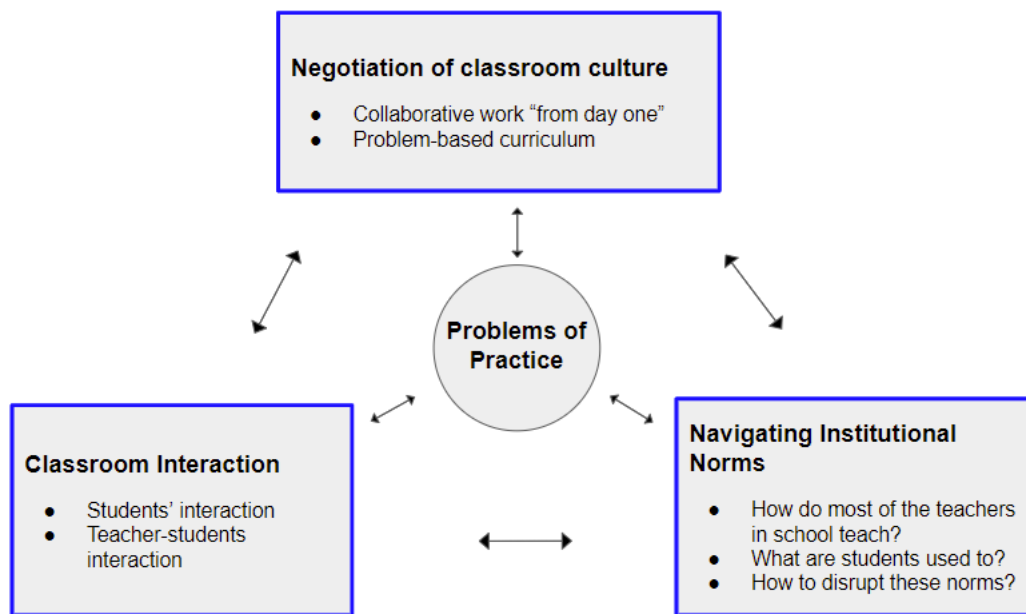 Negotiation of classroom culture
● Collaborative work “from day one”
● Problem-based curriculum
Problems of
Practice
Classroom Interaction
● Students’ interaction
● Teacher-students
interaction
Navigating Institutional
Norms
● How do most of the teachers
in school teach?
● What are students used to?
● How to disrupt these norms?